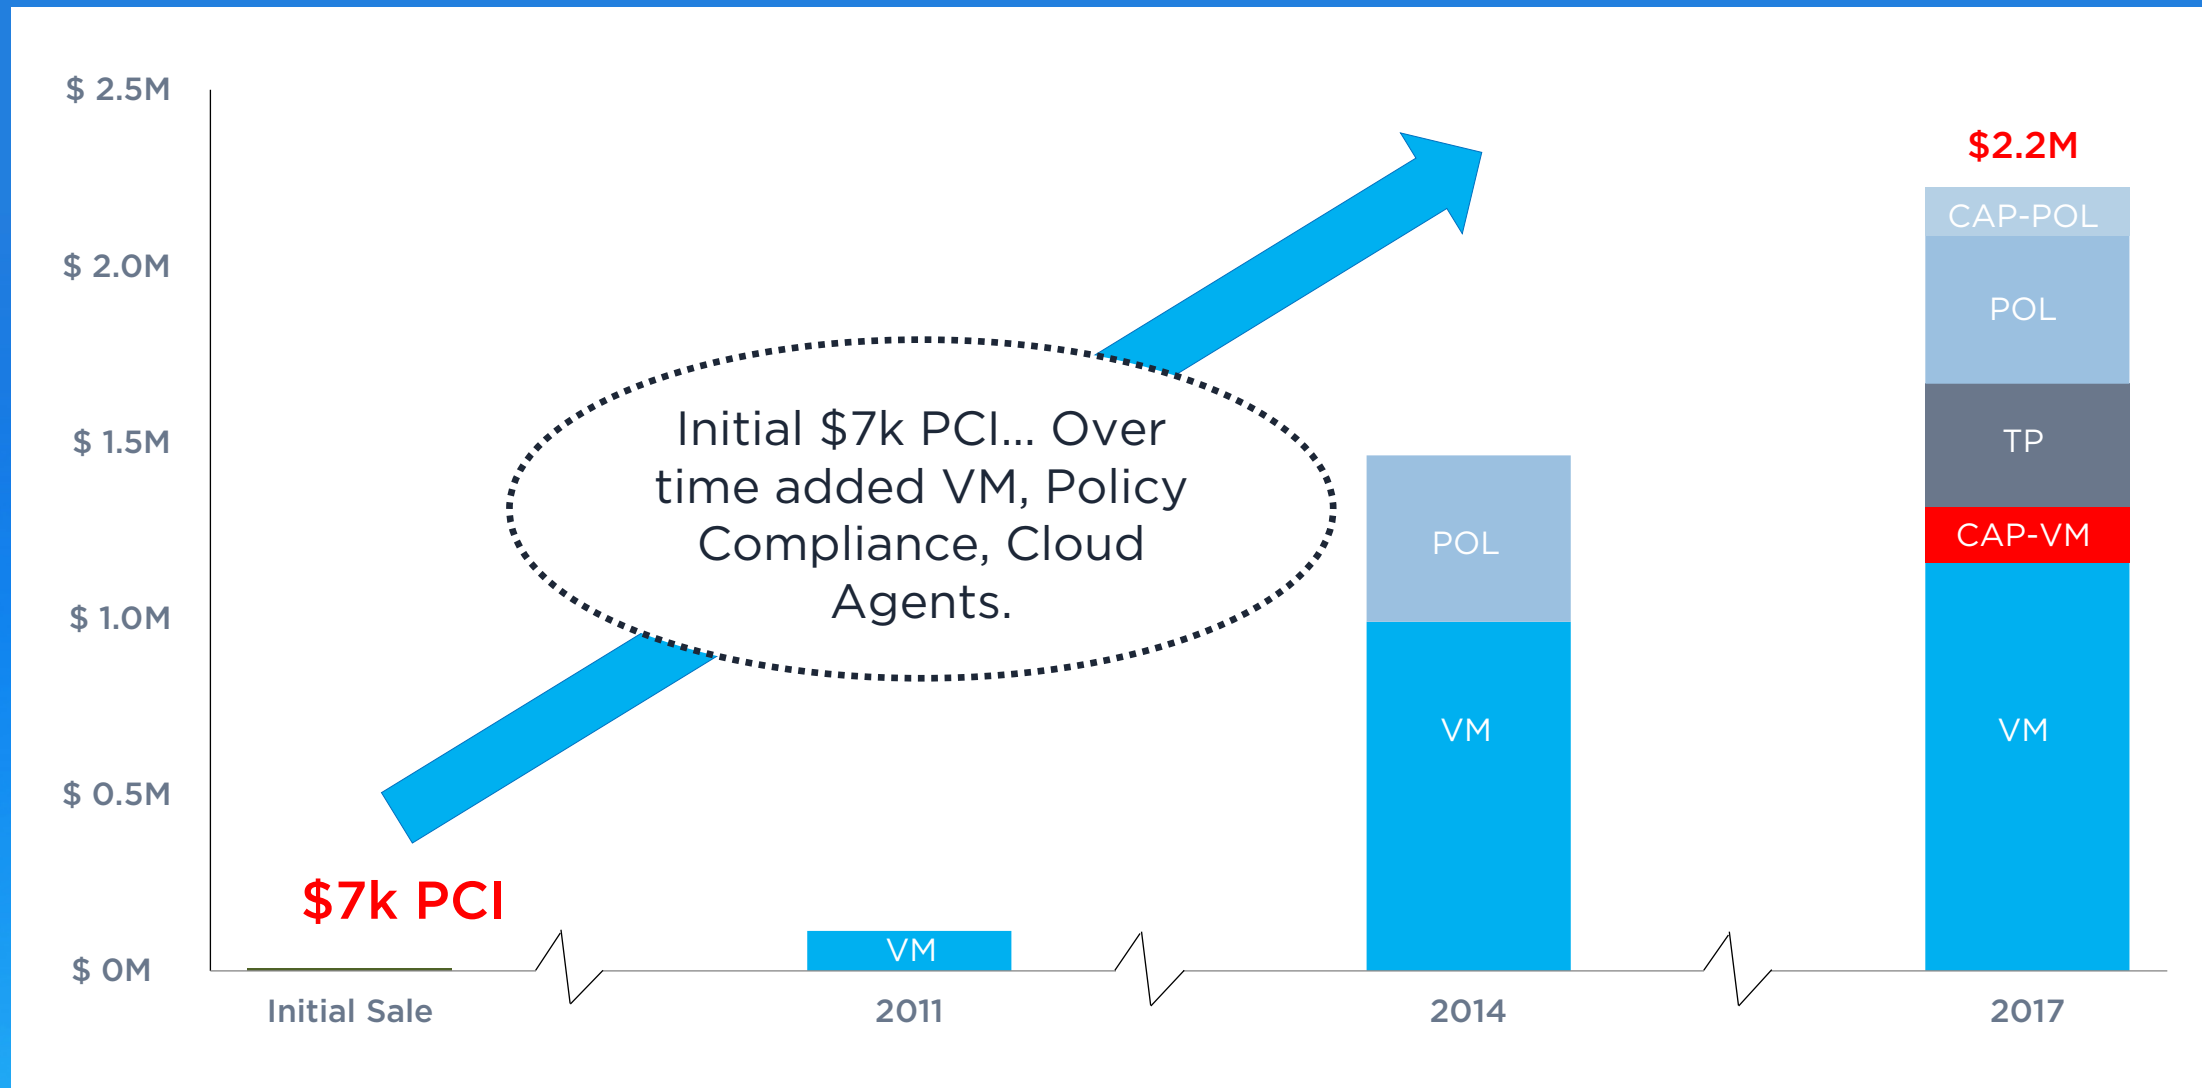 $ 2.5M
$ 2.0M
$ 1.5M
$ 1.0M
$ 0.5M
$ 0M
$7k PCI
Initial $7k PCI... Over
time added VM, Policy
Compliance, Cloud
Agents.
VM
POL
VM
$2.2M
CAP-POL
POL
TP
CAP-VM
VM
Initial Sale
2011
2014
2017